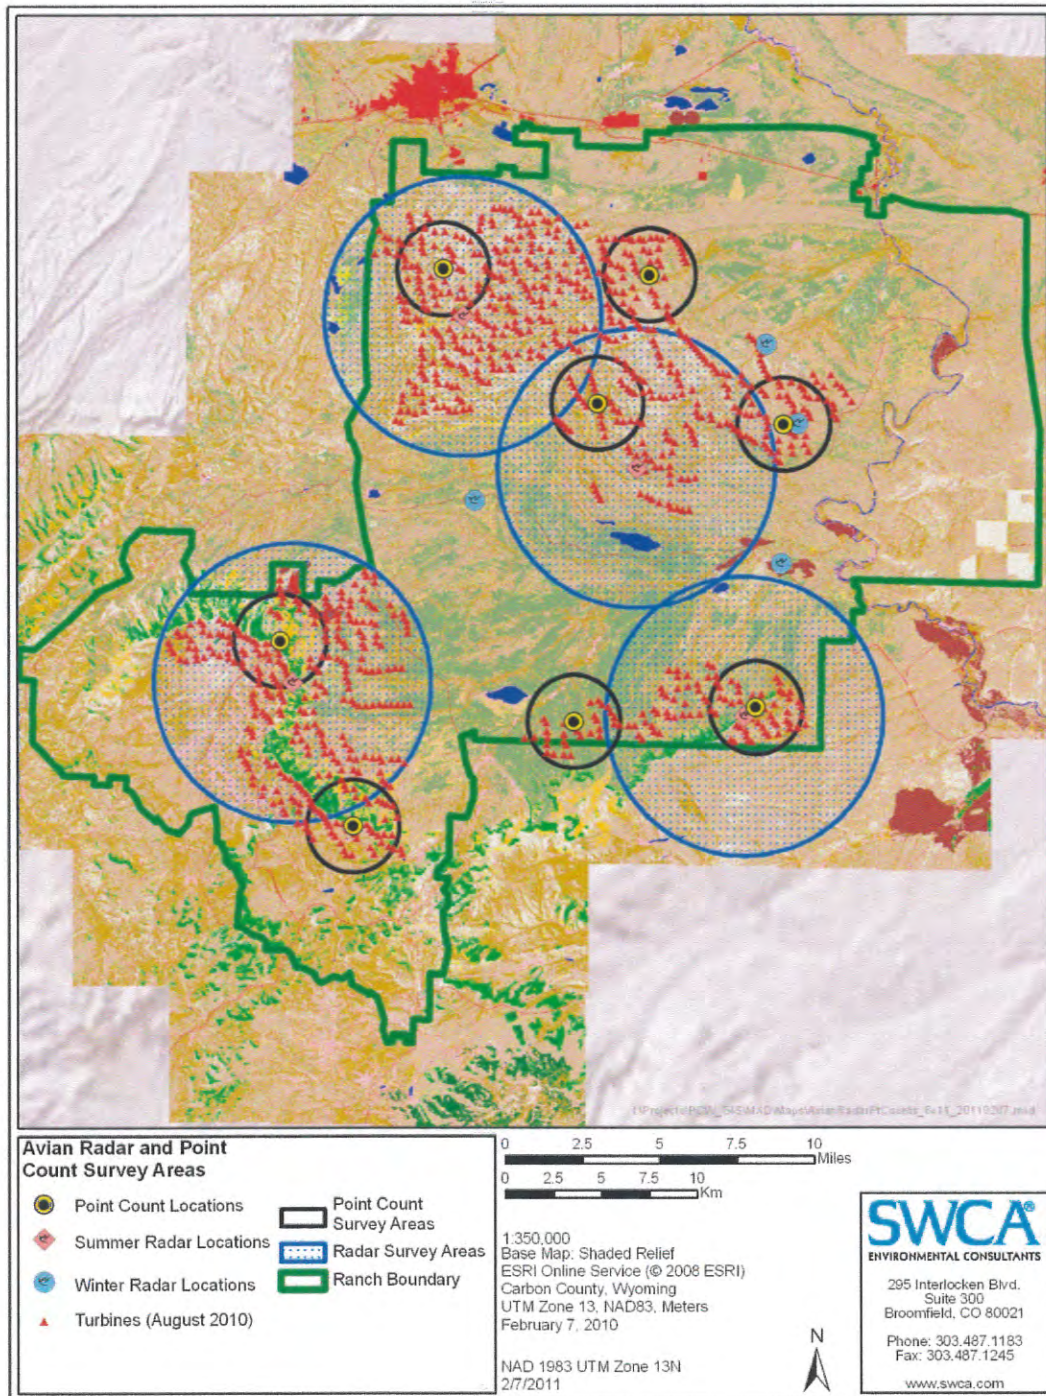 Avian Radar and Point
Count Survey Areas
Point Count Locations
Summer Radar Locations
Winter Radar Locations
Turbines (August 2010)
Point Count
Survey Areas
Radar Survey Areas
Ranch Boundary
0 2.5 5 7.5 10
Miles
0 2.5 5 7.5 10
Km
1:350,000
Base Map: Shaded Relief
ESRI Online Service (© 2008 ESRI)
Carbon County, Wyoming
UTM Zone 13, NAD83, Meters
February 7, 2010
NAD 1983 UTM Zone 13N
2/7/2011
N
SWCA®
ENVIRONMENTAL CONSULTANTS
295 Interlocken Blvd.
Suite 300
Broomfield, CO 80021
Phone: 303.487.1183
Fax: 303.487.1245
www.swca.com